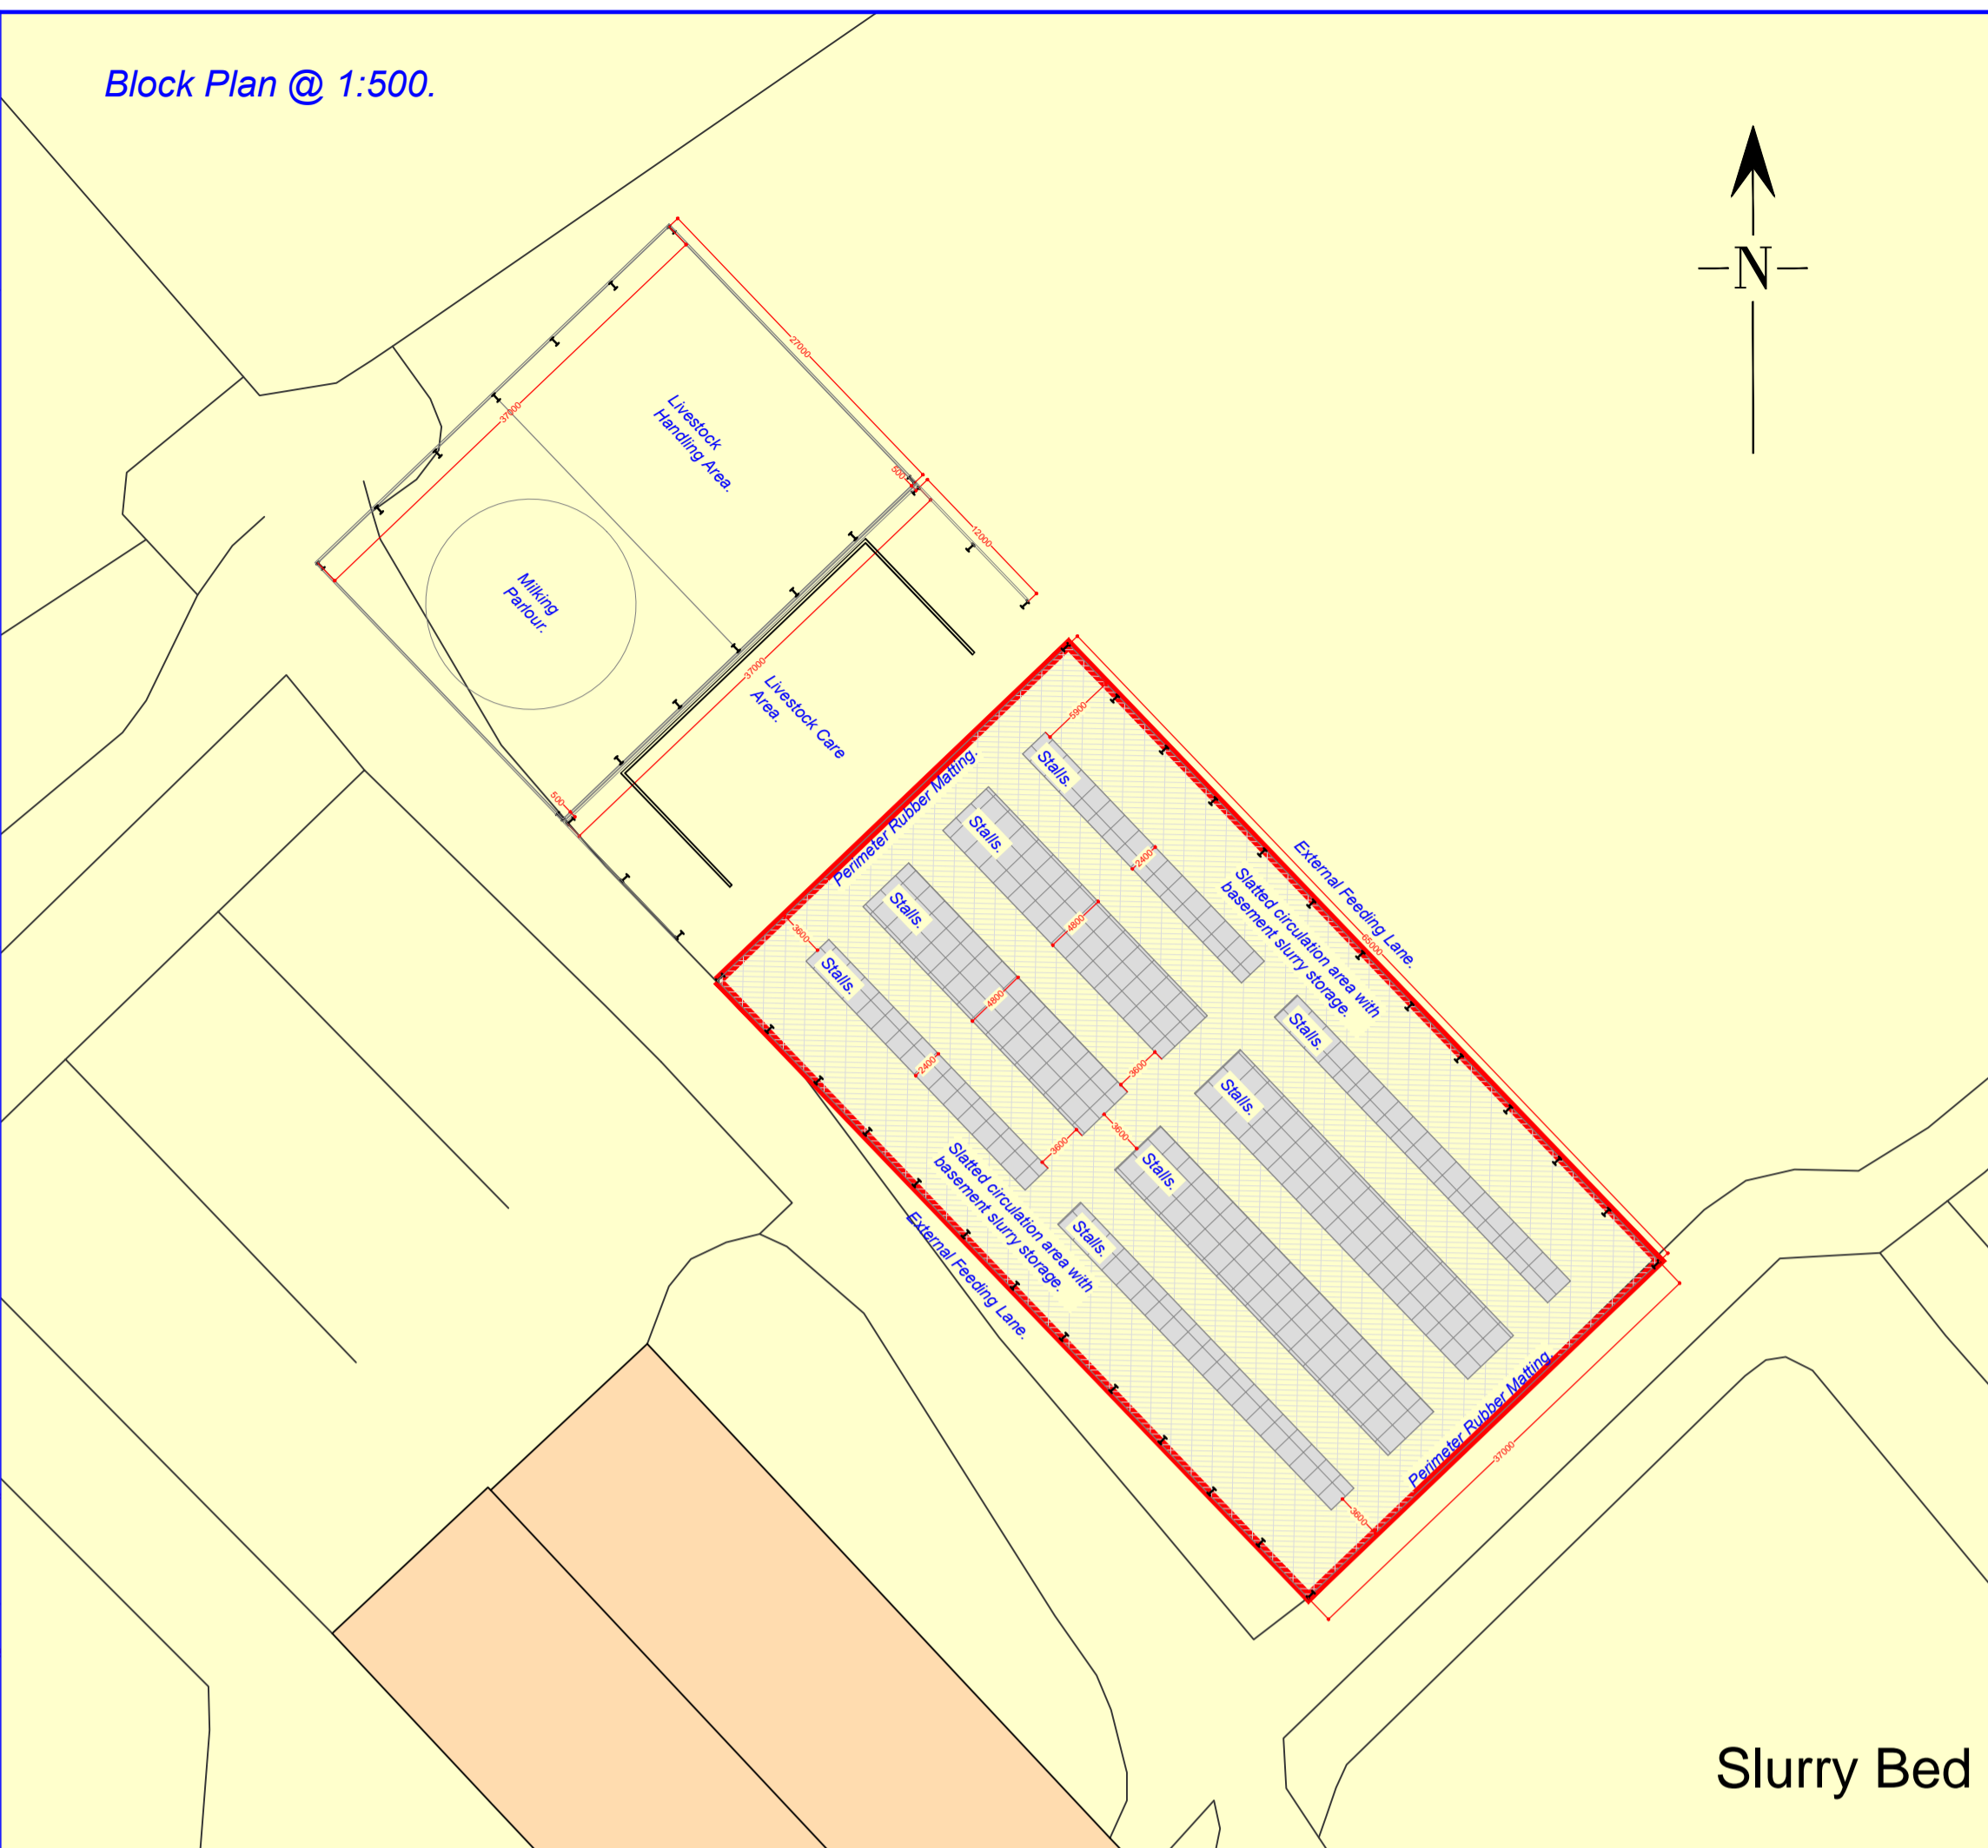 Block Plan @ 1:500.
N
27000
37000
Livestock
Handling Area.
500
12000
Milking
Parlour.
37000
Livestock Care
Area.
500
5900
Stalls.
Perimeter Rubber Matting.
Stalls.
2400
External Feeding Lane.
65000
Slatted circulation area with
basement slurry storage.
Stalls.
4800
3600
Stalls.
4800
Stalls.
2400
3600
Stalls.
3600
3600
Stalls.
Slatted circulation area with
basement slurry storage.
External Feeding Lane.
Stalls.
Perimeter Rubber Matting.
37000
3600
Slurry Bed